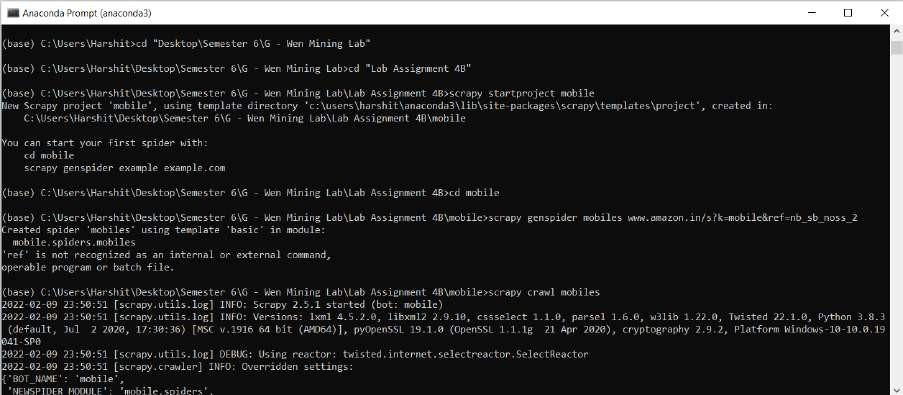 Anaconda Prompt (anaconda3)
(base) C:\Users\Harshit>cd "Desktop\Semester 6\G - Wen Mining Lab"
(base) C:\Users\Harshit\Desktop\Semester 6\G - Wen Mining Lab>cd "Lab Assignment 4B"
(base) C:\Users\Harshit\Desktop\Semester 6\G - Wen Mining Lab\Lab Assignment 4B>scrapy startproject mobile
New Scrapy project 'mobile', using template directory 'c:\users\harshit\anaconda3\lib\site-packages\scrapy\templates\project', created in:
    C:\Users\Harshit\Desktop\Semester 6\G - Wen Mining Lab\Lab Assignment 4B\mobile
You can start your first spider with:
    cd mobile
    scrapy genspider example example.com
(base) C:\Users\Harshit\Desktop\Semester 6\G - Wen Mining Lab\Lab Assignment 4B>cd mobile
(base) C:\Users\Harshit\Desktop\Semester 6\G - Wen Mining Lab\Lab Assignment 4B\mobile>scrapy genspider mobiles www.amazon.in/s?k=mobile&ref=nb_sb_noss_2
Created spider 'mobiles' using template 'basic' in module:
  mobile.spiders.mobiles
'ref' is not recognized as an internal or external command,
operable program or batch file.
(base) C:\Users\Harshit\Desktop\Semester 6\G - Wen Mining Lab\Lab Assignment 4B\mobile>scrapy crawl mobiles
2022-02-09 23:50:51 [scrapy.utils.log] INFO: Scrapy 2.5.1 started (bot: mobile)
2022-02-09 23:50:51 [scrapy.utils.log] INFO: Versions: lxml 4.5.2.0, libxml2 2.9.10, cssselect 1.1.0, parsel 1.6.0, w3lib 1.22.0, Twisted 22.1.0, Python 3.8.3
 (default, Jul  2 2020, 17:30:36) [MSC v.1916 64 bit (AMD64)], pyOpenSSL 19.1.0 (OpenSSL 1.1.1g  21 Apr 2020), cryptography 2.9.2, Platform Windows-10-10.0.19
041-SP0
2022-02-09 23:50:51 [scrapy.utils.log] DEBUG: Using reactor: twisted.internet.selectreactor.SelectReactor
2022-02-09 23:50:51 [scrapy.crawler] INFO: Overridden settings:
{'BOT_NAME': 'mobile',
 'NEWSPIDER_MODULE': 'mobile.spiders',